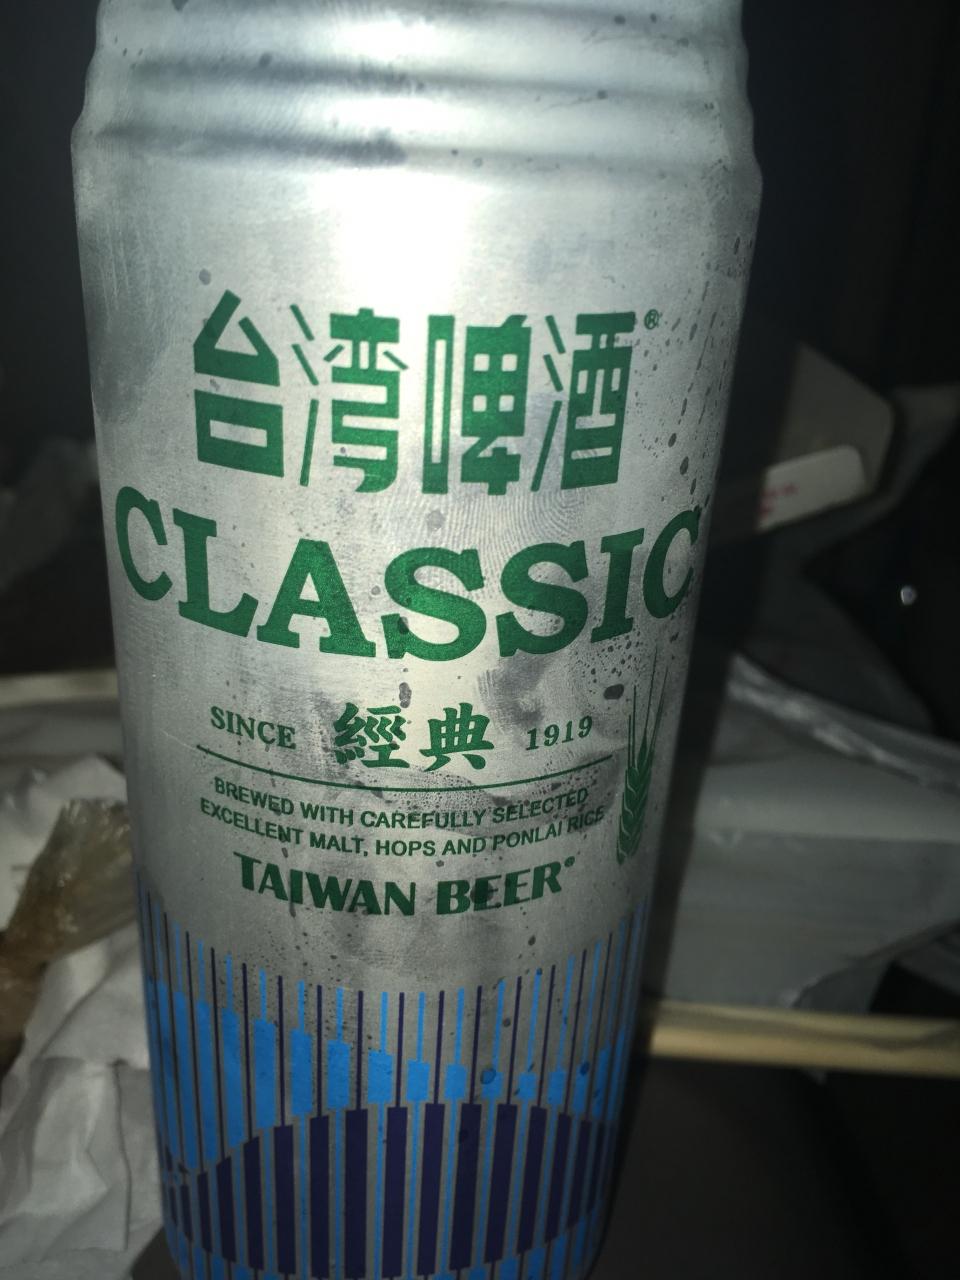 台湾啤酒®
CLASSIC
SINCE 經典 1919
BREWED WITH CAREFULLY SELECTED
EXCELLENT MALT, HOPS AND PONLAI RICE
TAIWAN BEER®